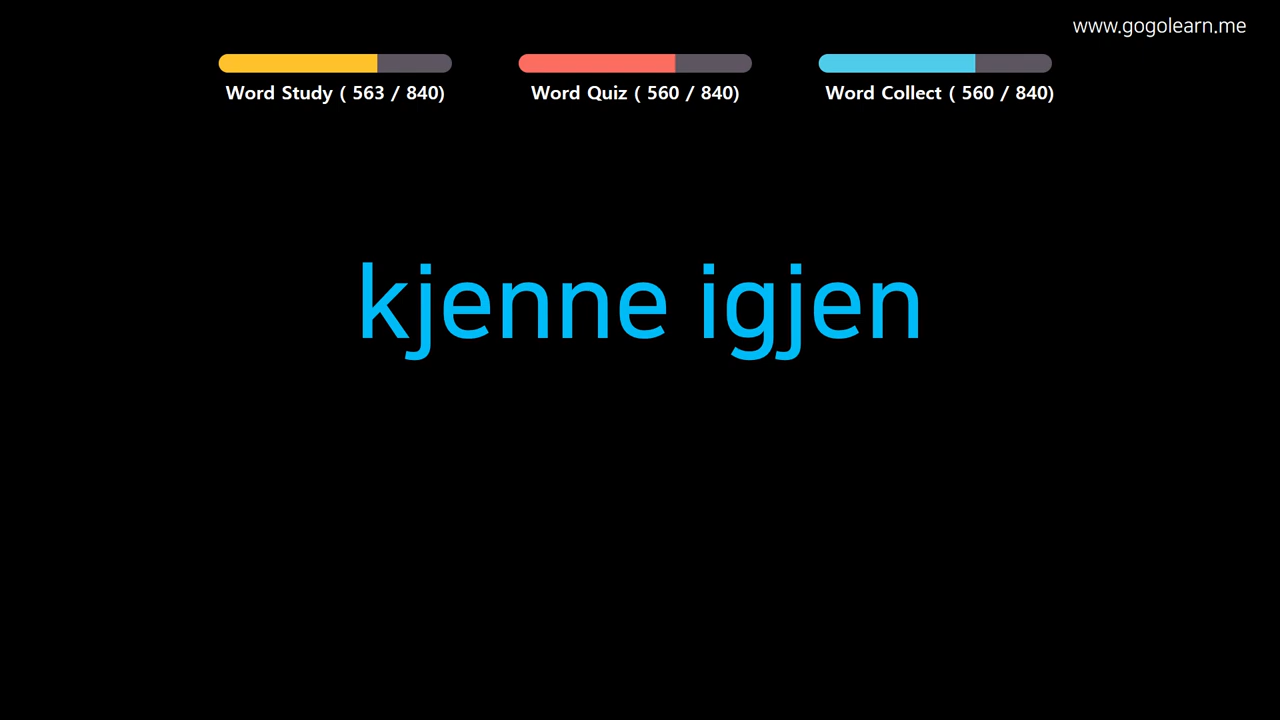 www.gogolearn.me
Word Study ( 563 / 840)
Word Quiz ( 560 / 840)
Word Collect ( 560 / 840)
kjenne igjen